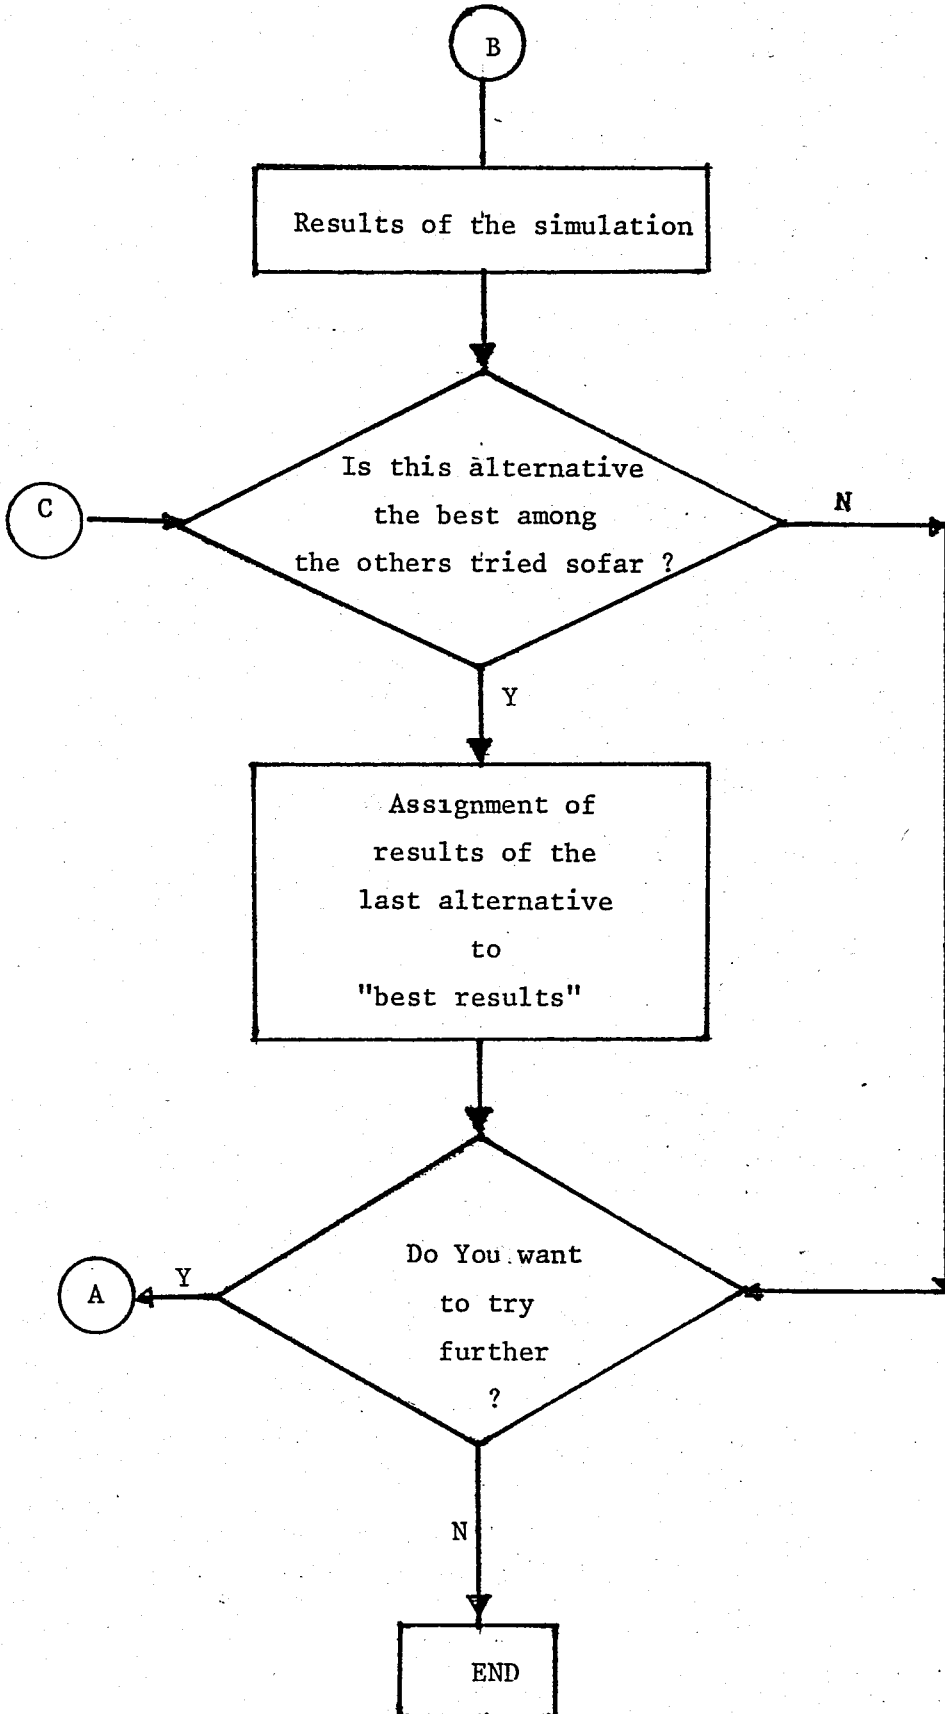 B
Results of the simulation
Is this alternative
the best among
the others tried sofar ?
C
N
Y
Assignment of
results of the
last alternative
to
"best results"
Do You want
to try
further
?
Y
A
N
END